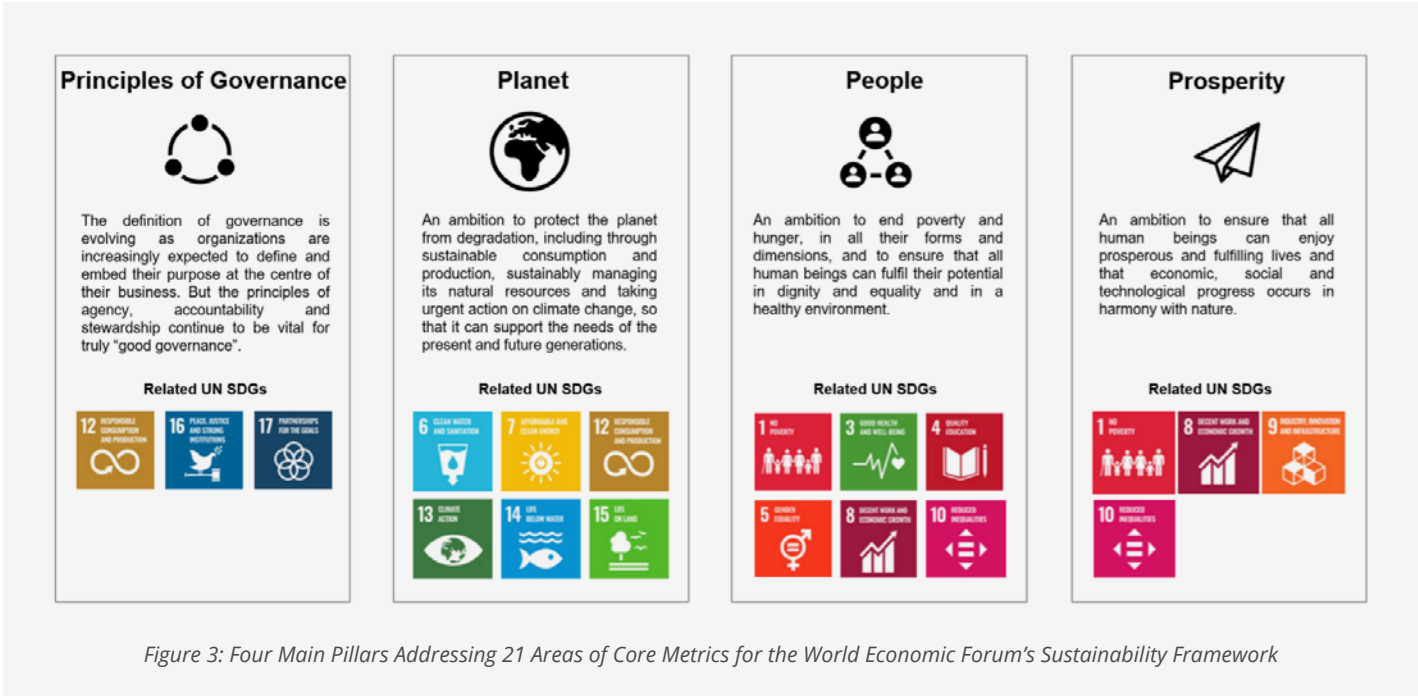 Principles of Governance
The definition of governance is
evolving as organizations are
increasingly expected to define and
embed their purpose at the centre of
their business. But the principles of
agency, accountability and
stewardship continue to be vital for
truly “good governance”.
Related UN SDGs
12 RESPONSIBLE
CONSUMPTION
AND PRODUCTION
16 PEACE, JUSTICE
AND STRONG
INSTITUTIONS
17 PARTNERSHIPS
FOR THE GOALS
Planet
An ambition to protect the planet
from degradation, including through
sustainable consumption and
production, sustainably managing
its natural resources and taking
urgent action on climate change, so
that it can support the needs of the
present and future generations.
Related UN SDGs
6 CLEAN WATER
AND SANITATION
7 AFFORDABLE AND
CLEAN ENERGY
12 RESPONSIBLE
CONSUMPTION
AND PRODUCTION
13 CLIMATE
ACTION
14 LIFE
BELOW WATER
15 LIFE
ON LAND
People
An ambition to end poverty and
hunger, in all their forms and
dimensions, and to ensure that all
human beings can fulfil their potential
in dignity and equality and in a
healthy environment.
Related UN SDGs
1 NO
POVERTY
3 GOOD HEALTH
AND WELL-BEING
4 QUALITY
EDUCATION
5 GENDER
EQUALITY
8 DECENT WORK AND
ECONOMIC GROWTH
10 REDUCED
INEQUALITIES
Prosperity
An ambition to ensure that all
human beings can enjoy
prosperous and fulfilling lives and
that economic, social and
technological progress occurs in
harmony with nature.
Related UN SDGs
1 NO
POVERTY
8 DECENT WORK AND
ECONOMIC GROWTH
9 INDUSTRY, INNOVATION
AND INFRASTRUCTURE
10 REDUCED
INEQUALITIES
Figure 3: Four Main Pillars Addressing 21 Areas of Core Metrics for the World Economic Forum’s Sustainability Framework